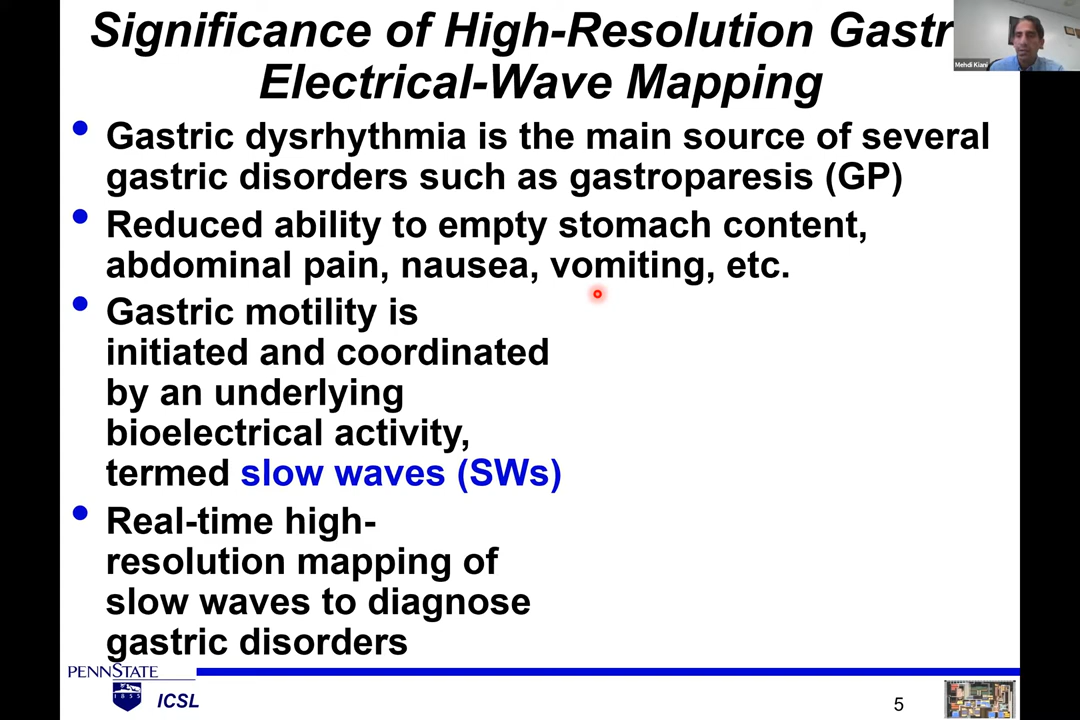 Significance of High-Resolution Gastr
Electrical-Wave Mapping
Mehdi Kiani
• Gastric dysrhythmia is the main source of several
gastric disorders such as gastroparesis (GP)
• Reduced ability to empty stomach content,
abdominal pain, nausea, vomiting, etc.
• Gastric motility is
initiated and coordinated
by an underlying
bioelectrical activity,
termed slow waves (SWs)
• Real-time high-
resolution mapping of
slow waves to diagnose
gastric disorders
PENNSTATE
1855
ICSL
5